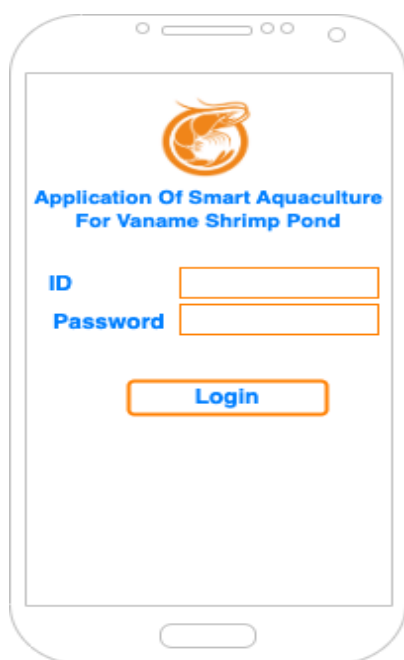 Application Of Smart Aquaculture
For Vaname Shrimp Pond
ID
Password
Login